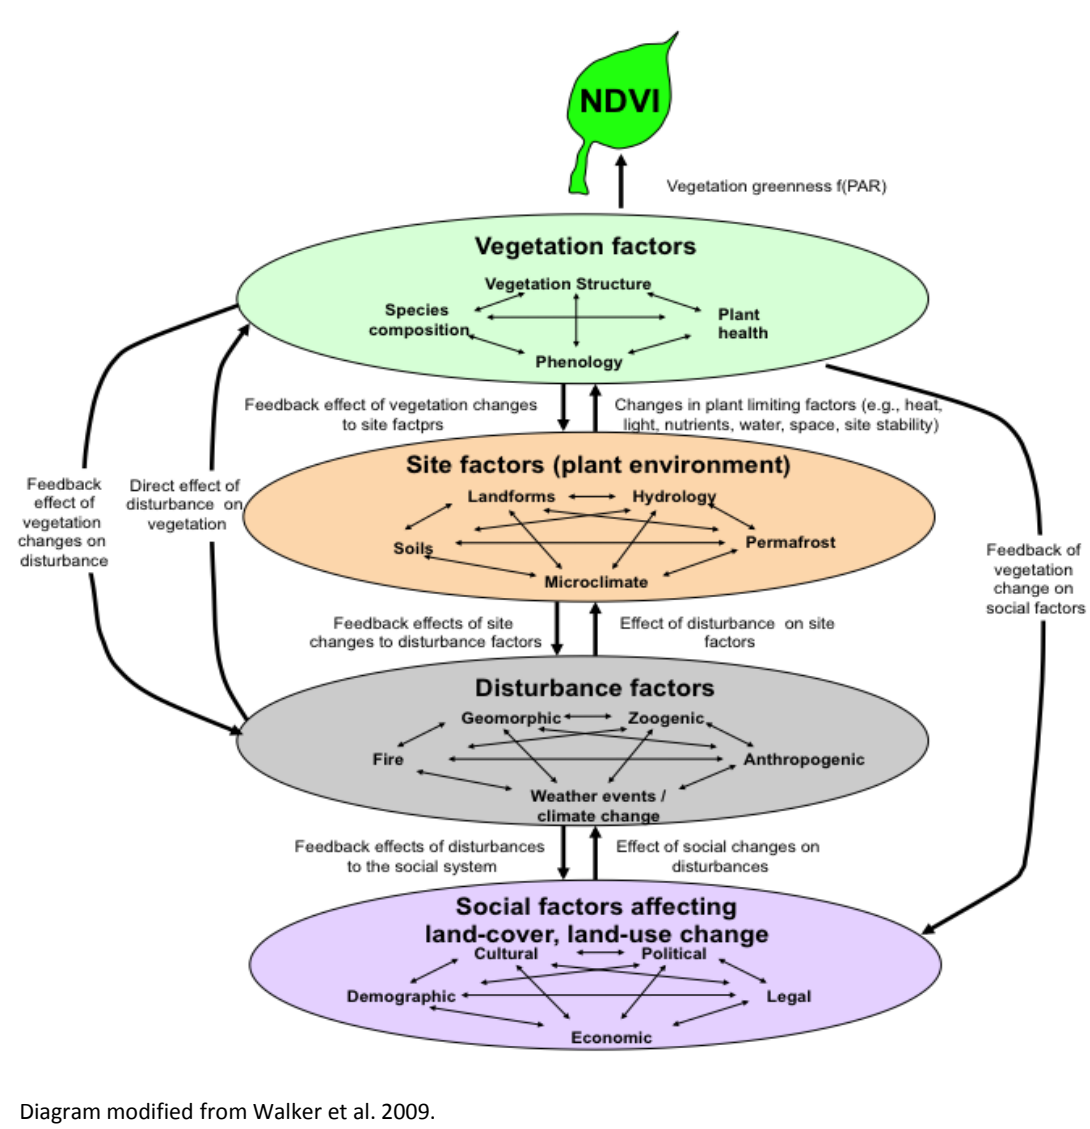 NDVI
Vegetation greenness f(PAR)
Vegetation factors
Vegetation Structure
Species
composition
Plant
health
Phenology
Feedback effect of vegetation changes
to site factprs
Changes in plant limiting factors (e.g., heat,
light, nutrients, water, space, site stability)
Feedback
effect of
vegetation
changes on
disturbance
Direct effect of
disturbance on
vegetation
Site factors (plant environment)
Landforms
Hydrology
Soils
Permafrost
Microclimate
Feedback of
vegetation
change on
social factors
Feedback effects of site
changes to disturbance factors
Effect of disturbance on site
factors
Disturbance factors
Geomorphic
Zoogenic
Fire
Anthropogenic
Weather events /
climate change
Feedback effects of disturbances
to the social system
Effect of social changes on
disturbances
Social factors affecting
land-cover, land-use change
Cultural
Political
Demographic
Legal
Economic
Diagram modified from Walker et al. 2009.